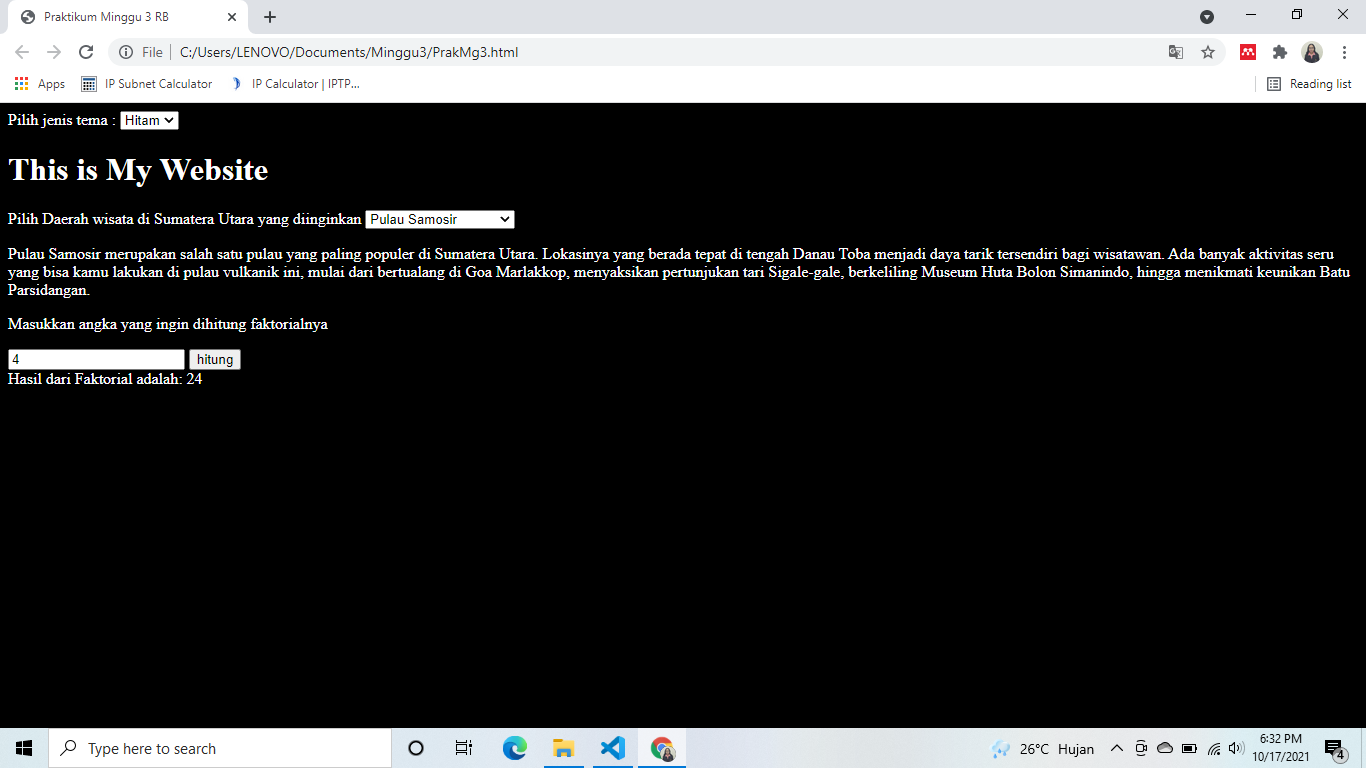 Praktikum Minggu 3 RB
File C:/Users/LENOVO/Documents/Minggu3/PrakMg3.html
Apps IP Subnet Calculator IP Calculator | IPTP... Reading list
Pilih jenis tema : Hitam
This is My Website
Pilih Daerah wisata di Sumatera Utara yang diinginkan Pulau Samosir
Pulau Samosir merupakan salah satu pulau yang paling populer di Sumatera Utara. Lokasinya yang berada tepat di tengah Danau Toba menjadi daya tarik tersendiri bagi wisatawan. Ada banyak aktivitas seru
yang bisa kamu lakukan di pulau vulkanik ini, mulai dari bertualang di Goa Marlakkop, menyaksikan pertunjukan tari Sigale-gale, berkeliling Museum Huta Bolon Simanindo, hingga menikmati keunikan Batu
Parsidangan.
Masukkan angka yang ingin dihitung faktorialnya
4 hitung
Hasil dari Faktorial adalah: 24
Type here to search
26°C Hujan
6:32 PM
10/17/2021
4